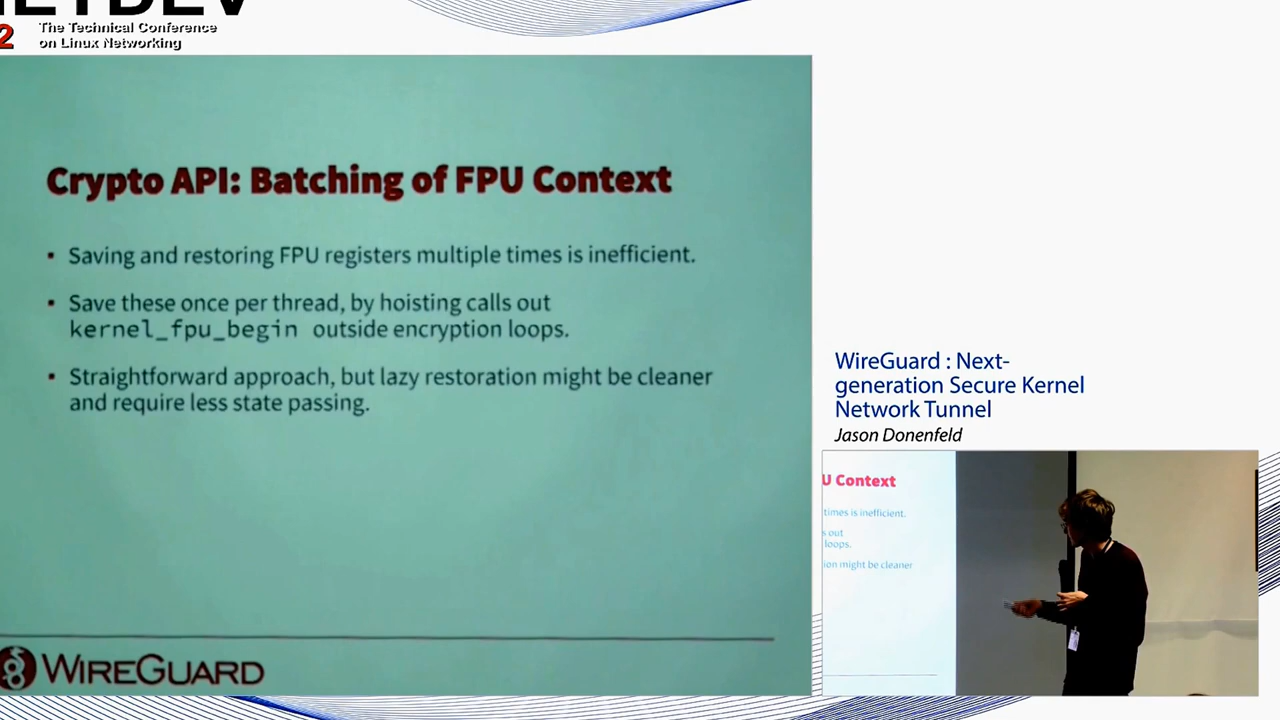 The Technical Conference
on Linux Networking
Crypto API: Batching of FPU Context
▪ Saving and restoring FPU registers multiple times is inefficient.
▪ Save these once per thread, by hoisting calls out
kernel_fpu_begin outside encryption loops.
▪ Straightforward approach, but lazy restoration might be cleaner
and require less state passing.
WIREGUARD
WireGuard : Next-
generation Secure Kernel
Network Tunnel
Jason Donenfeld
U Context
times is inefficient.
s out
loops.
ion might be cleaner